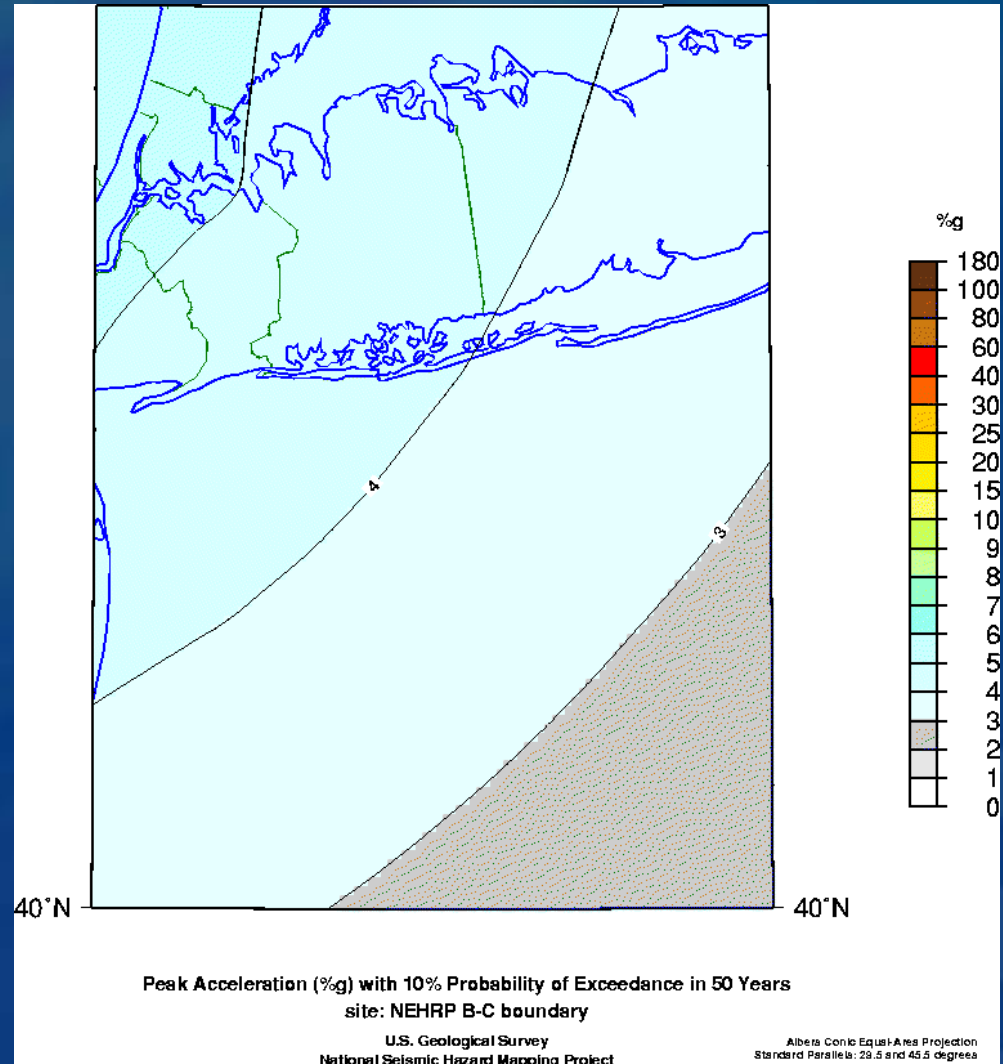 %g
180
100
80
60
40
30
25
20
15
10
9
8
7
6
5
4
3
2
1
0
4
3
40°N
40°N
Peak Acceleration (%g) with 10% Probability of Exceedance in 50 Years
site: NEHRP B-C boundary
U.S. Geological Survey
National Seismic Hazard Mapping Project
Albers Conic Equal-Area Projection
Standard Parallels: 29.5 and 45.5 degrees